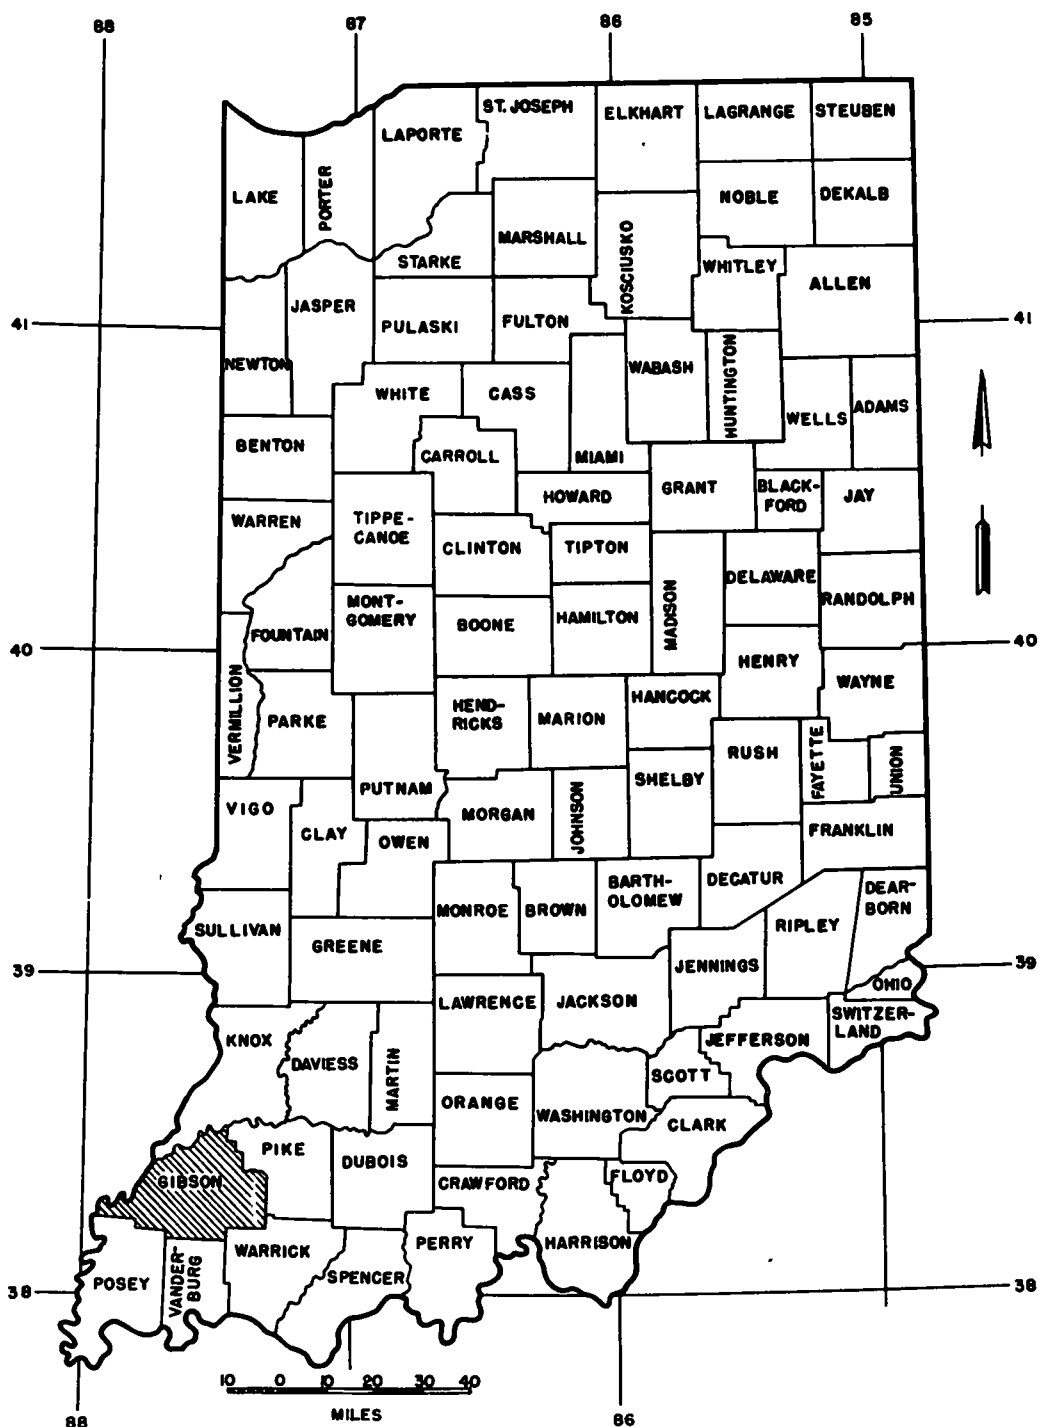 88
87
86
85
ST. JOSEPH
ELKHART
LAGRANGE
STEUBEN
LAPORTE
LAKE
PORTER
NOBLE
DEKALB
STARKE
MARSHALL
KOSCIUSKO
WHITLEY
ALLEN
41
JASPER
PULASKI
FULTON
41
NEWTON
WHITE
CASS
WABASH
HUNTINGTON
WELLS
ADAMS
BENTON
CARROLL
MIAMI
HOWARD
GRANT
BLACK-
FORD
JAY
WARREN
TIPPE-
CANOE
CLINTON
TIPTON
MADISON
DELAWARE
RANDOLPH
MONT-
GOMERY
FOUNTAIN
BOONE
HAMILTON
40
HENRY
40
VERMILLION
PARKE
HEND-
RICKS
MARION
HANCOCK
WAYNE
PUTNAM
RUSH
FAYETTE
UNION
VIGO
CLAY
OWEN
MORGAN
JOHNSON
SHELBY
FRANKLIN
SULLIVAN
GREENE
MONROE
BROWN
BARTH-
OLOMEW
DECATUR
RIPLEY
DEAR-
BORN
39
JENNINGS
OHIO
39
KNOX
DAVIESS
MARTIN
LAWRENCE
JACKSON
JEFFERSON
SWITZER-
LAND
ORANGE
WASHINGTON
SCOTT
CLARK
GIBSON
PIKE
DUBOIS
CRAWFORD
FLOYD
HARRISON
38
POSEY
VANDER-
BURG
WARRICK
SPENCER
PERRY
38
10 0 10 20 30 40
MILES
88
86